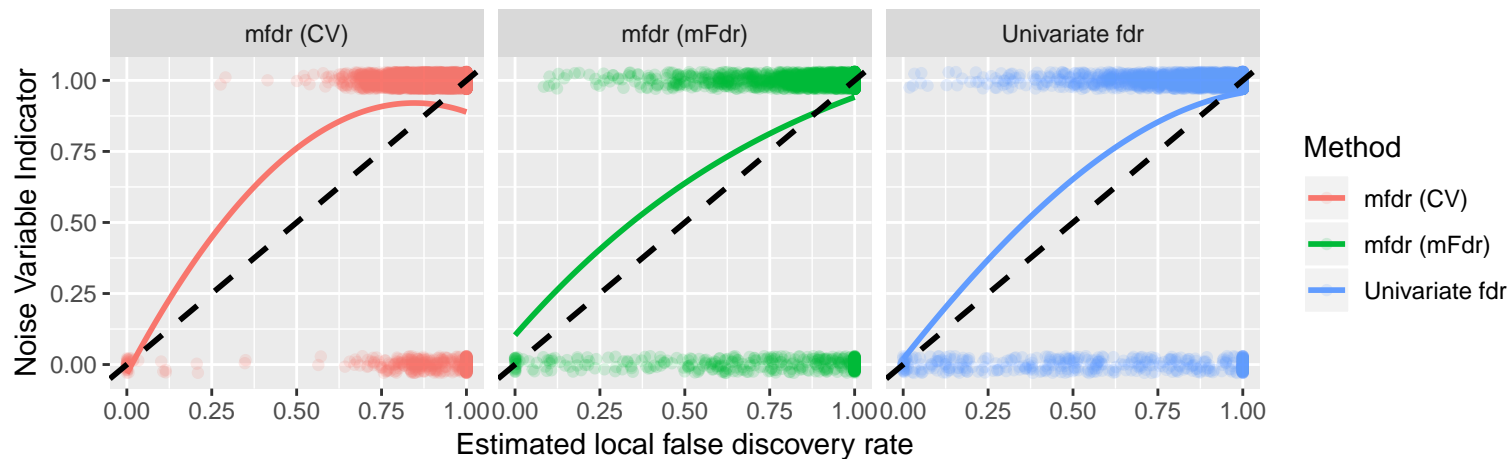 mfdr (CV) mfdr (mFdr) Univariate fdr
Noise Variable Indicator
1.00
0.75
0.50
0.25
0.00
0.00 0.25 0.50 0.75 1.00 0.00 0.25 0.50 0.75 1.00 0.00 0.25 0.50 0.75 1.00
Estimated local false discovery rate
Method
mfdr (CV)
mfdr (mFdr)
Univariate fdr